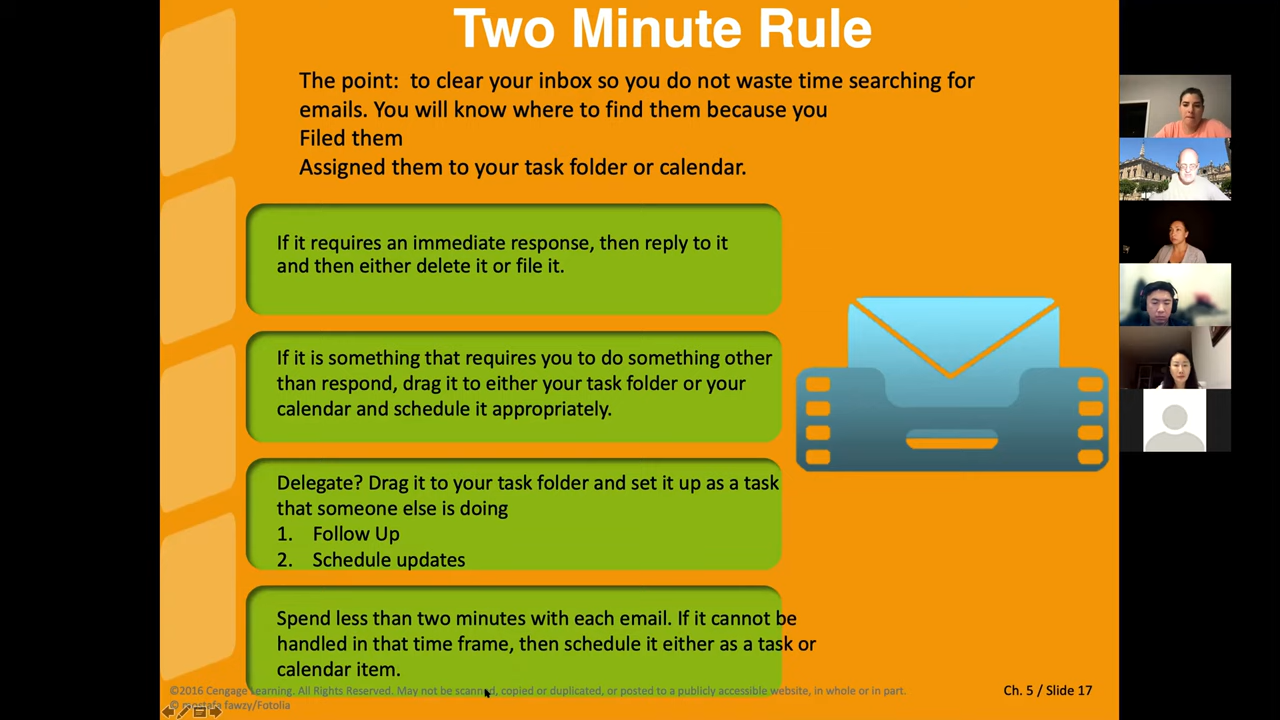 Two Minute Rule
The point:  to clear your inbox so you do not waste time searching for
emails. You will know where to find them because you
Filed them
Assigned them to your task folder or calendar.
If it requires an immediate response, then reply to it
and then either delete it or file it.
If it is something that requires you to do something other
than respond, drag it to either your task folder or your
calendar and schedule it appropriately.
Delegate? Drag it to your task folder and set it up as a task
that someone else is doing
1. Follow Up
2. Schedule updates
Spend less than two minutes with each email. If it cannot be
handled in that time frame, then schedule it either as a task or
calendar item.
©2016 Cengage Learning. All Rights Reserved. May not be scanned, copied or duplicated, or posted to a publicly accessible website, in whole or in part.
© mostafa fawzy/Fotolia
Ch. 5 / Slide 17